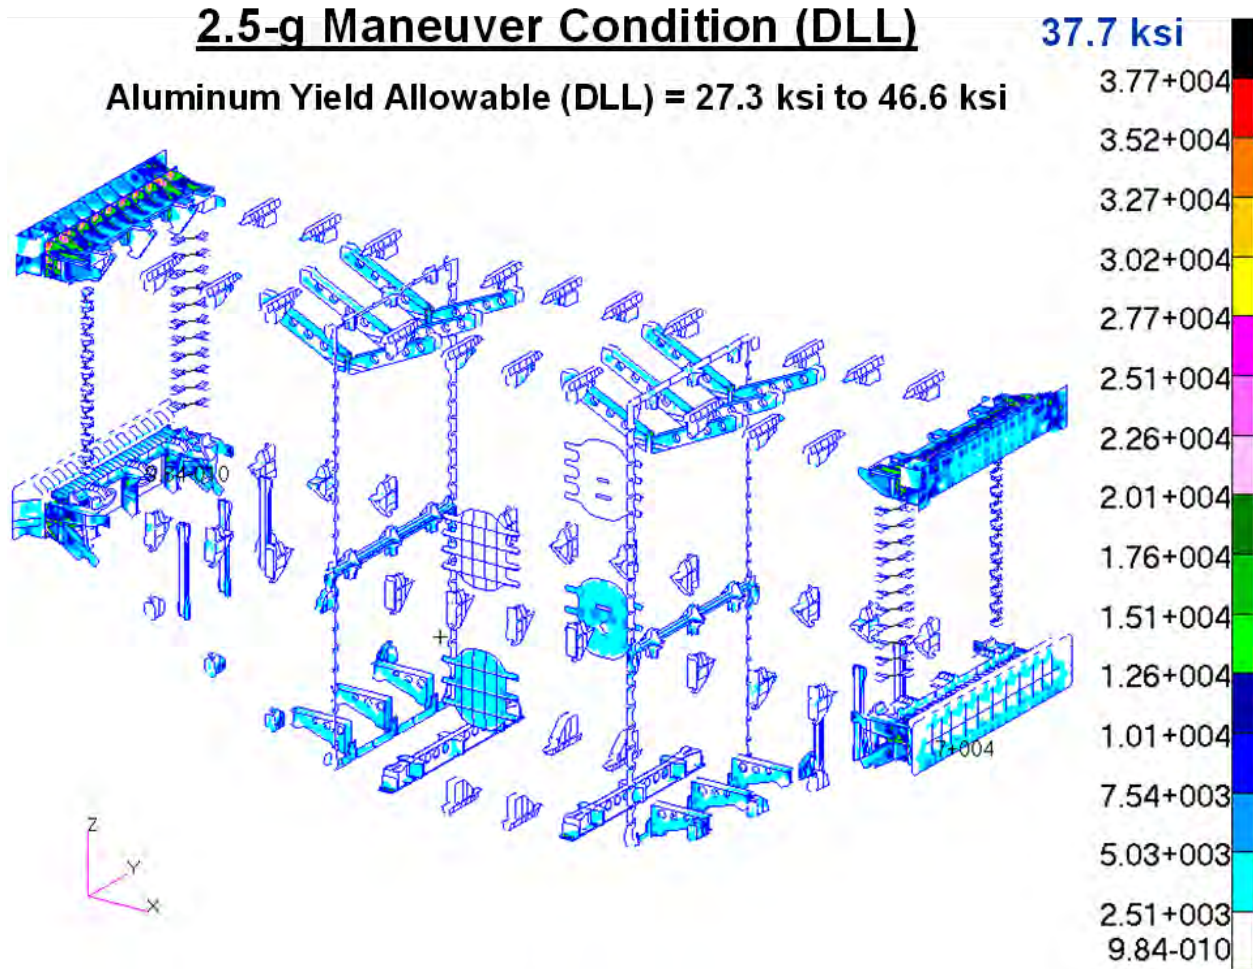 2.5-g Maneuver Condition (DLL)
37.7 ksi
Aluminum Yield Allowable (DLL) = 27.3 ksi to 46.6 ksi
3.77+004
3.52+004
3.27+004
3.02+004
2.77+004
2.51+004
2.26+004
2.01+004
1.76+004
1.51+004
1.26+004
1.01+004
7.54+003
5.03+003
2.51+003
9.84-010
7+004
Z
Y
X